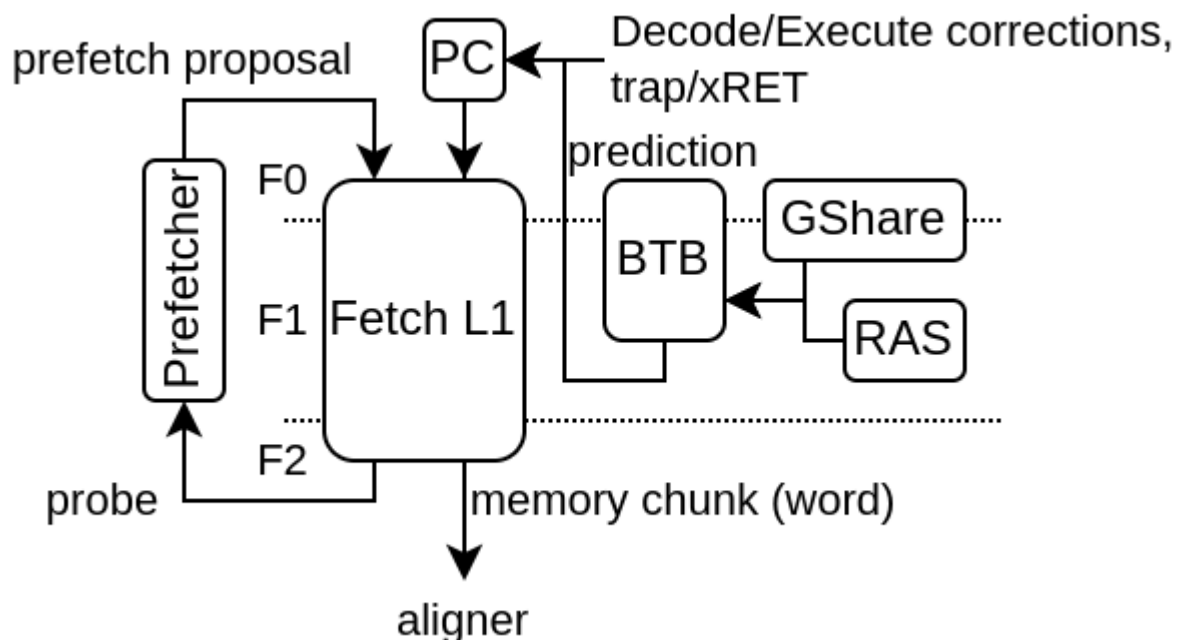 Decode/Execute corrections,
trap/xRET
PC
prefetch proposal
prediction
F0
GShare
BTB
Prefetcher
F1
Fetch L1
RAS
F2
probe
memory chunk (word)
aligner